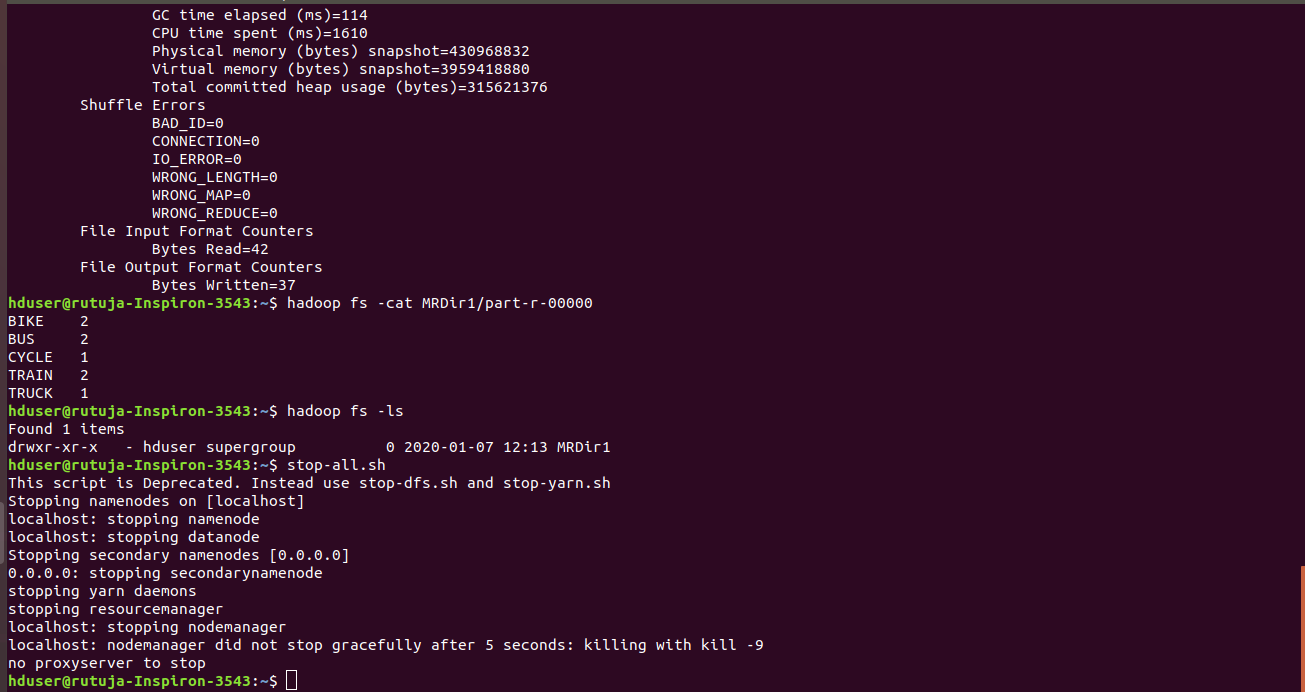 GC time elapsed (ms)=114
CPU time spent (ms)=1610
Physical memory (bytes) snapshot=430968832
Virtual memory (bytes) snapshot=3959418880
Total committed heap usage (bytes)=315621376
Shuffle Errors
BAD_ID=0
CONNECTION=0
IO_ERROR=0
WRONG_LENGTH=0
WRONG_MAP=0
WRONG_REDUCE=0
File Input Format Counters
Bytes Read=42
File Output Format Counters
Bytes Written=37
hduser@rutuja-Inspiron-3543:~$ hadoop fs -cat MRDir1/part-r-00000
BIKE 2
BUS 2
CYCLE 1
TRAIN 2
TRUCK 1
hduser@rutuja-Inspiron-3543:~$ hadoop fs -ls
Found 1 items
drwxr-xr-x - hduser supergroup 0 2020-01-07 12:13 MRDir1
hduser@rutuja-Inspiron-3543:~$ stop-all.sh
This script is Deprecated. Instead use stop-dfs.sh and stop-yarn.sh
Stopping namenodes on [localhost]
localhost: stopping namenode
localhost: stopping datanode
Stopping secondary namenodes [0.0.0.0]
0.0.0.0: stopping secondarynamenode
stopping yarn daemons
stopping resourcemanager
localhost: stopping nodemanager
localhost: nodemanager did not stop gracefully after 5 seconds: killing with kill -9
no proxyserver to stop
hduser@rutuja-Inspiron-3543:~$